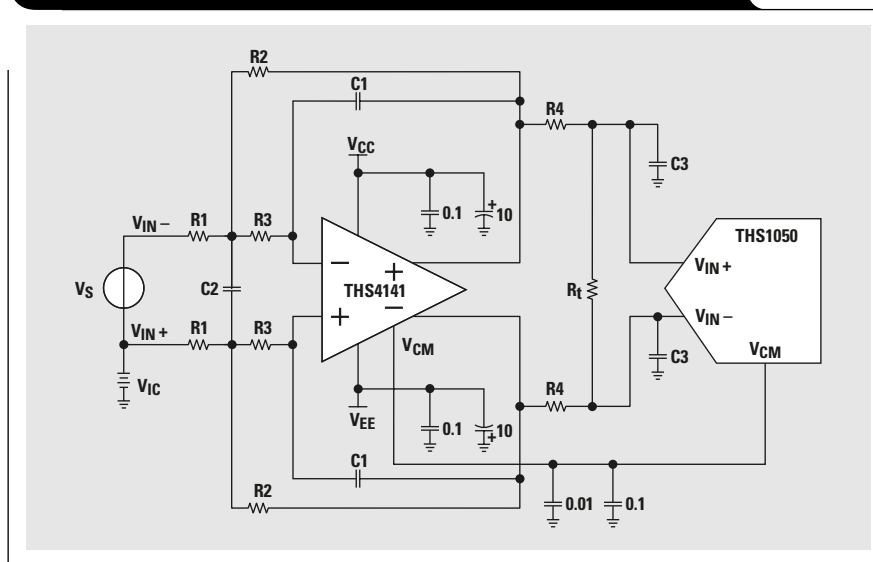 R2
C1
R4
VCC
C3
0.1
+
10
VIN−
R1
R3
THS1050
−
+
VIN+
VS
C2
THS4141
Rt
+
−
VIN−
VIN+
R1
R3
VCM
VCM
C3
VIC
R4
VEE
0.1
+
10
C1
R2
0.01
0.1